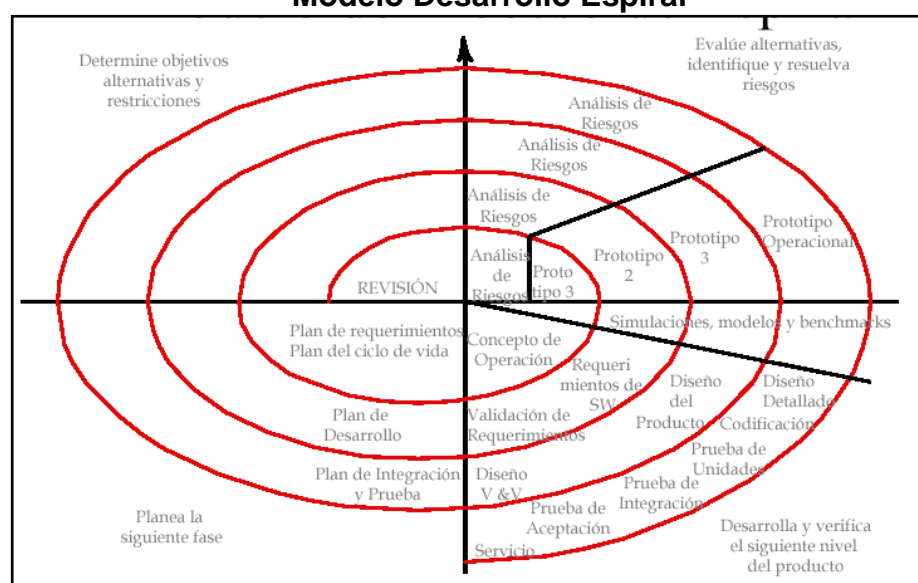 Modelo Desarrollo Espiral
Determine objetivos
alternativas y
restricciones
Evalúe alternativas,
identifique y resuelva
riesgos
Análisis de
Riesgos
Análisis de
Riesgos
Análisis de
Riesgos
Análisis
de
Riesgos
Proto
tipo 3
Prototipo
2
Prototipo
3
Prototipo
Operacional
REVISIÓN
Simulaciones, modelos y benchmarks
Plan de requerimientos
Plan del ciclo de vida
Concepto de
Operación
Requeri
mientos de
SW
Diseño
del
Producto
Diseño
Detallado
Codificación
Plan de
Desarrollo
Validación de
Requerimientos
Prueba de
Unidades
Plan de Integración
y Prueba
Diseño
V &V
Prueba de
Integración
Prueba de
Aceptación
Servicio
Planea la
siguiente fase
Desarrolla y verifica
el siguiente nivel
del producto